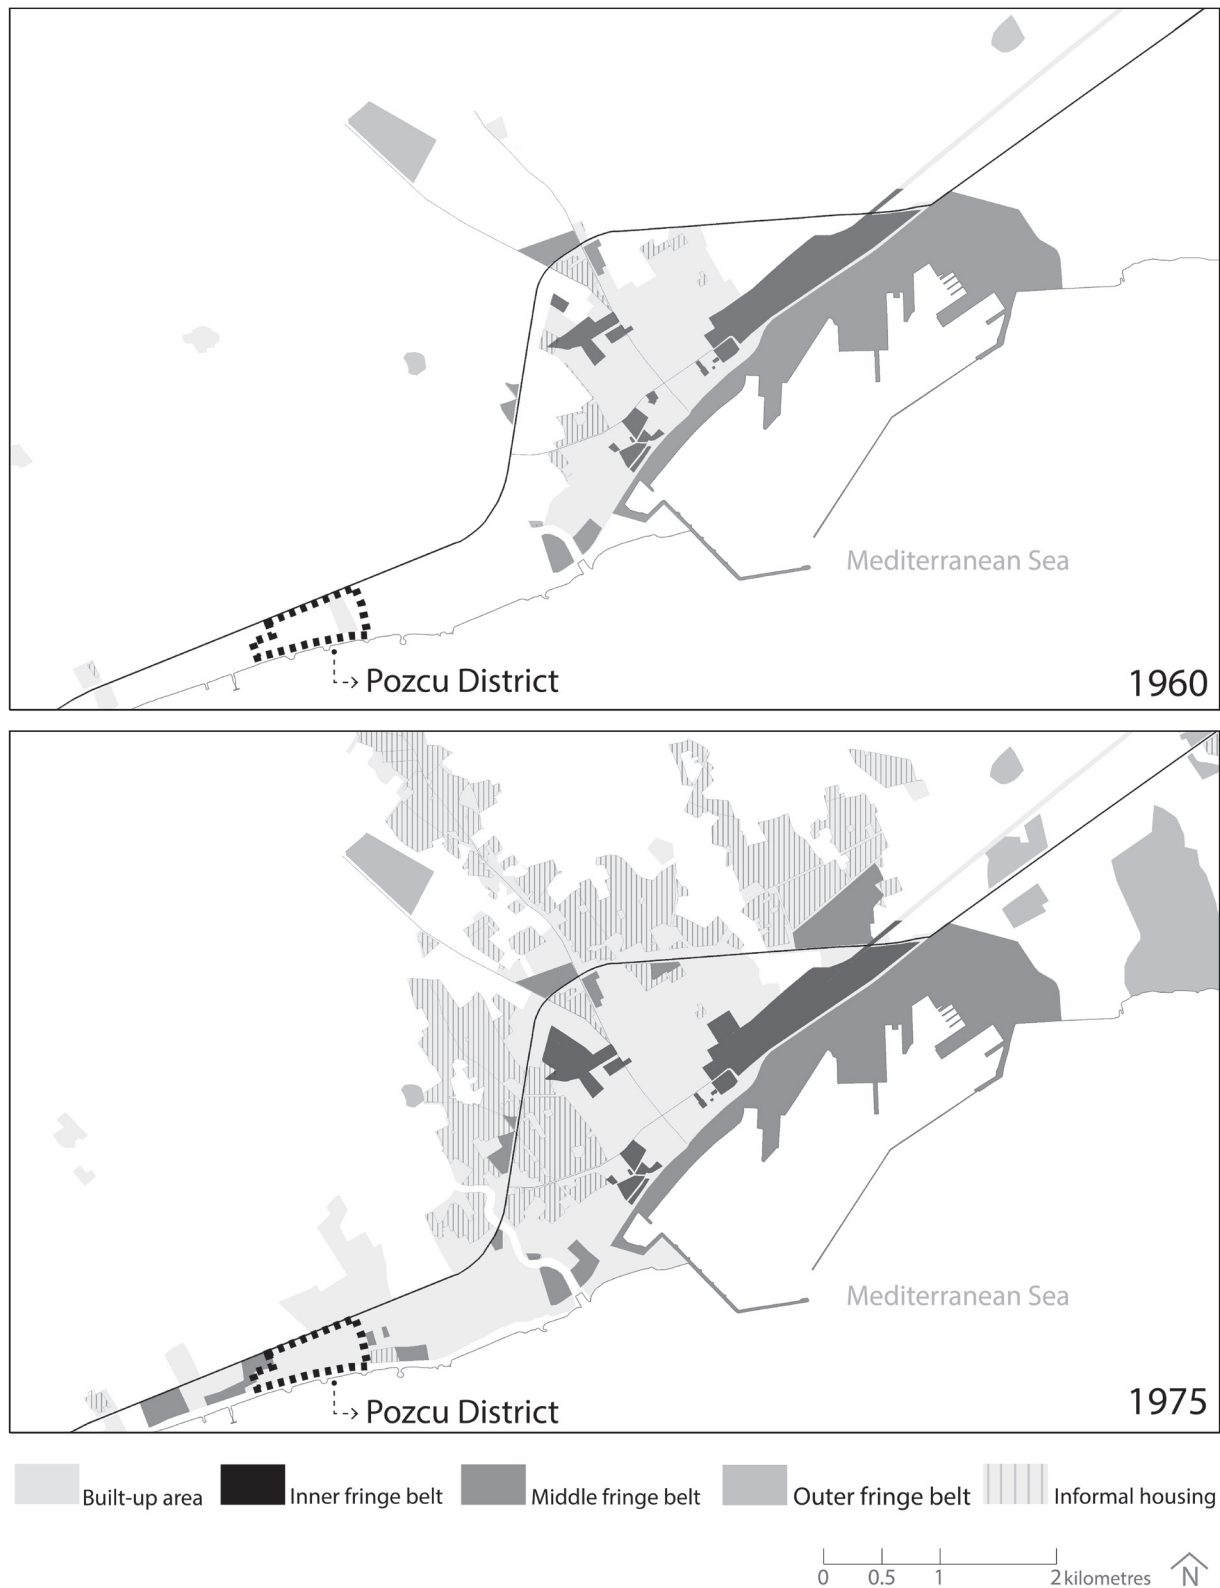 Mediterranean Sea
Pozcu District
1960
Mediterranean Sea
Pozcu District
1975
Built-up area
Inner fringe belt
Middle fringe belt
Outer fringe belt
Informal housing
0 0.5 1 2 kilometres
N